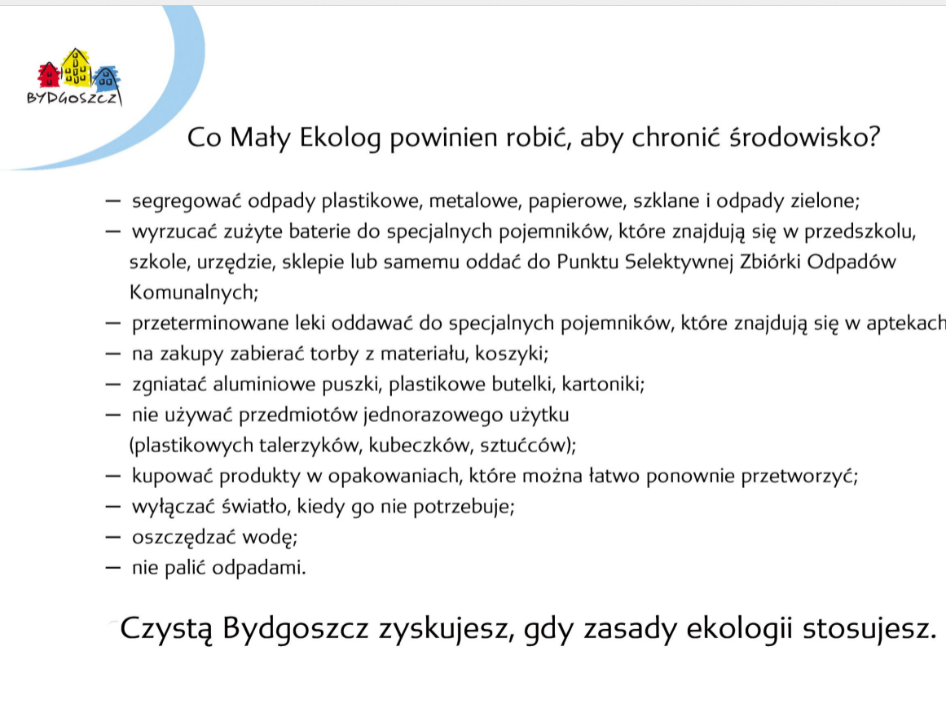 BYDGOSZCZ
Co Mały Ekolog powinien robić, aby chronić środowisko?
— segregować odpady plastikowe, metalowe, papierowe, szklane i odpady zielone;
— wyrzucać zużyte baterie do specjalnych pojemników, które znajdują się w przedszkolu,
szkole, urzędzie, sklepie lub samemu oddać do Punktu Selektywnej Zbiórki Odpadów
Komunalnych;
— przeterminowane leki oddawać do specjalnych pojemników, które znajdują się w aptekach
— na zakupy zabierać torby z materiału, koszyki;
— zgniatać aluminiowe puszki, plastikowe butelki, kartoniki;
— nie używać przedmiotów jednorazowego użytku
(plastikowych talerzyków, kubeczków, sztućców);
— kupować produkty w opakowaniach, które można łatwo ponownie przetworzyć;
— wyłączać światło, kiedy go nie potrzebuje;
— oszczędzać wodę;
— nie palić odpadami.
Czystą Bydgoszcz zyskujesz, gdy zasady ekologii stosujesz.